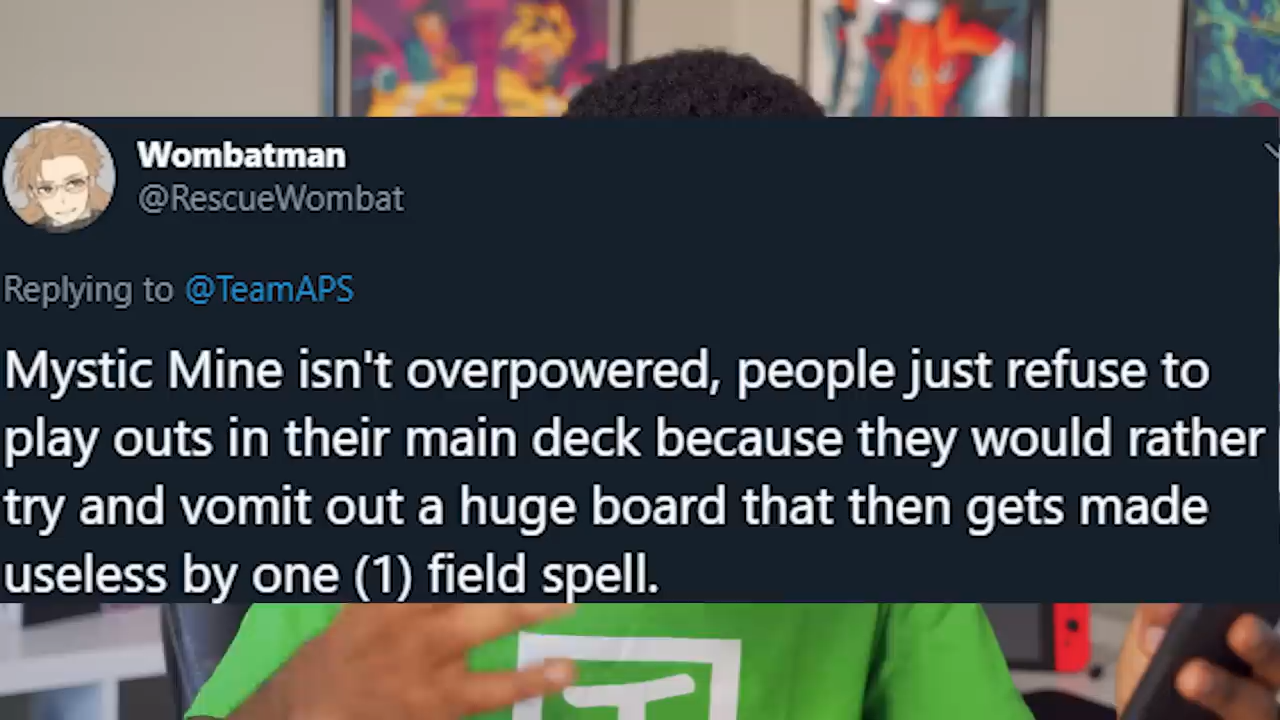 Wombatman
@RescueWombat
Replying to @TeamAPS
Mystic Mine isn't overpowered, people just refuse to
play outs in their main deck because they would rather
try and vomit out a huge board that then gets made
useless by one (1) field spell.